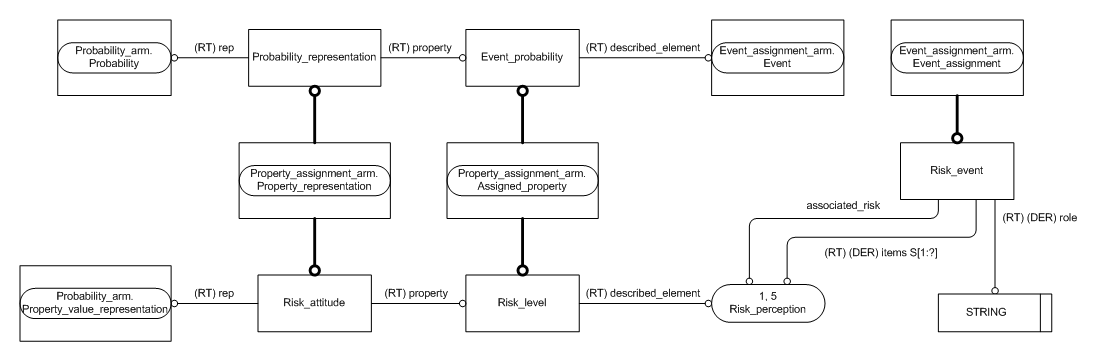 Probability_arm.
Probability
(RT) rep
Probability_representation
(RT) property
Event_probability
(RT) described_element
Event_assignment_arm.
Event
Event_assignment_arm.
Event_assignment
Property_assignment_arm.
Property_representation
Property_assignment_arm.
Assigned_property
Risk_event
associated_risk
(RT) (DER) role
(RT) (DER) items S[1:?]
Probability_arm.
Property_value_representation
(RT) rep
Risk_attitude
(RT) property
Risk_level
(RT) described_element
1, 5
Risk_perception
STRING